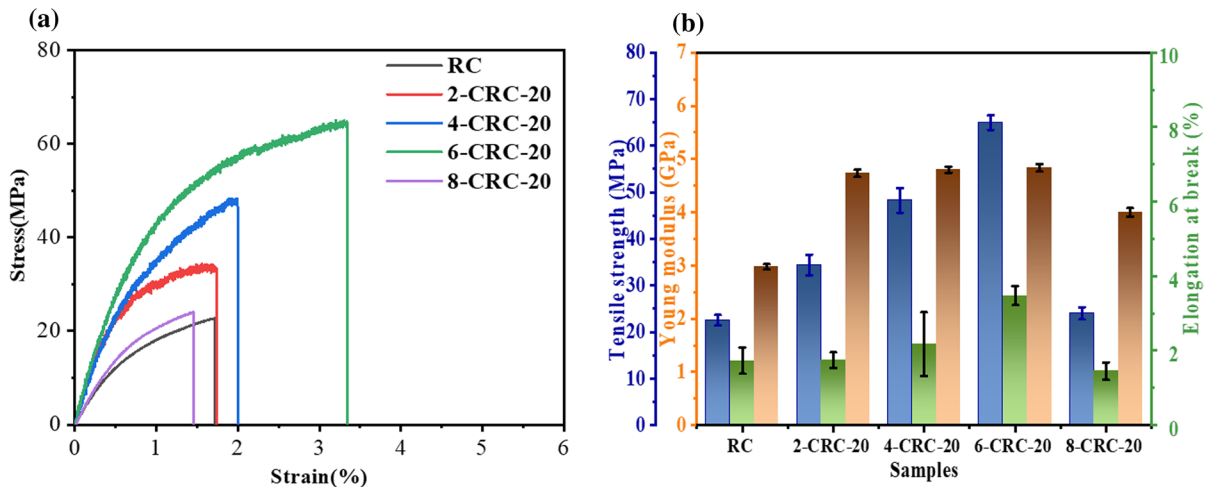 (a)
80
60
40
20
0
Stress(MPa)
RC
2-CRC-20
4-CRC-20
6-CRC-20
8-CRC-20
0 1 2 3 4 5 6
Strain(%)
(b)
80
70
60
50
40
30
20
10
0
Tensile strength (MPa)
7
6
5
4
3
2
1
0
Young modulus (GPa)
10
8
6
4
2
0
Elongation at break (%)
RC 2-CRC-20 4-CRC-20 6-CRC-20 8-CRC-20
Samples